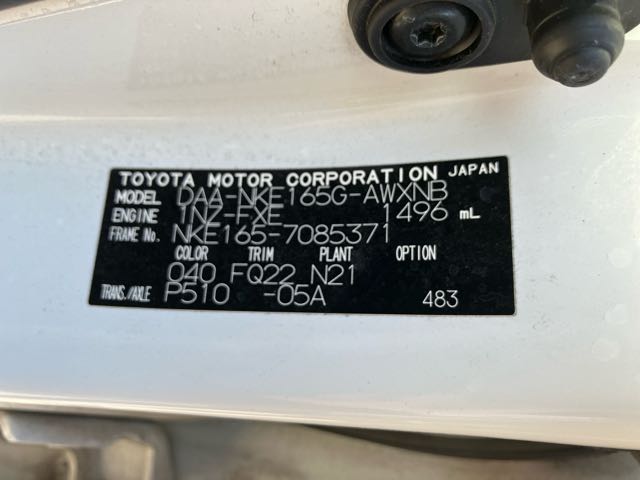 TOYOTA MOTOR CORPORATION JAPAN
MODEL DAA-NKE165G-AWXNB
ENGINE 1NZ-FXE 1496 mL
FRAME No. NKE165-7085371
COLOR TRIM PLANT OPTION
040 FQ22 N21
TRANS./AXLE P510 -05A 483